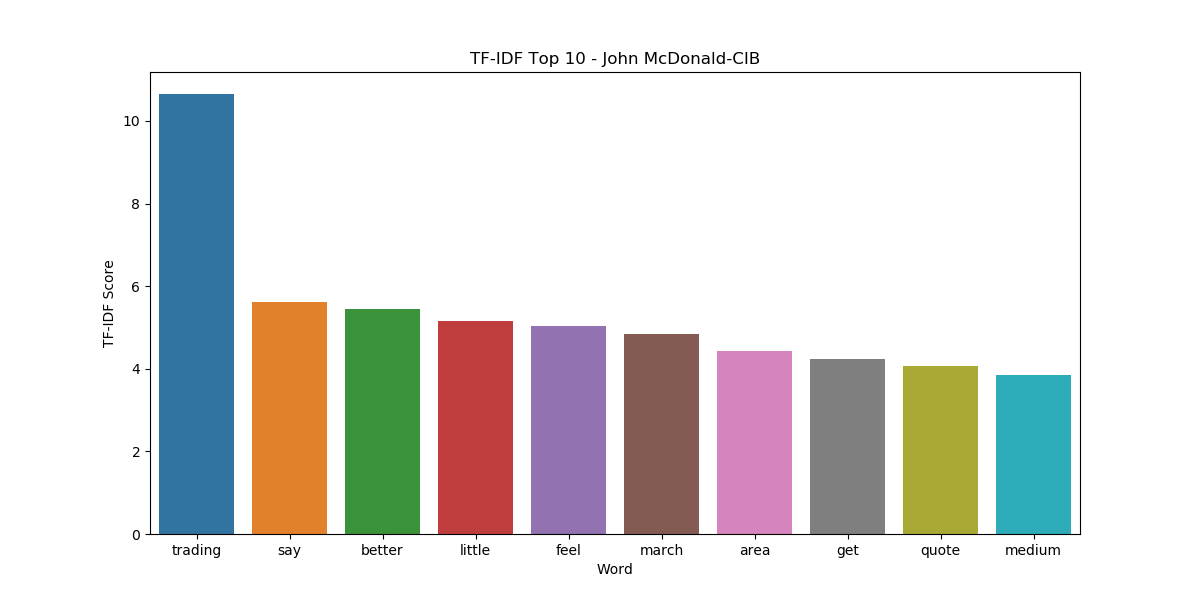 TF-IDF Top 10 - John McDonald-CIB
TF-IDF Score
10
8
6
4
2
0
trading say better little feel march area get quote medium
Word